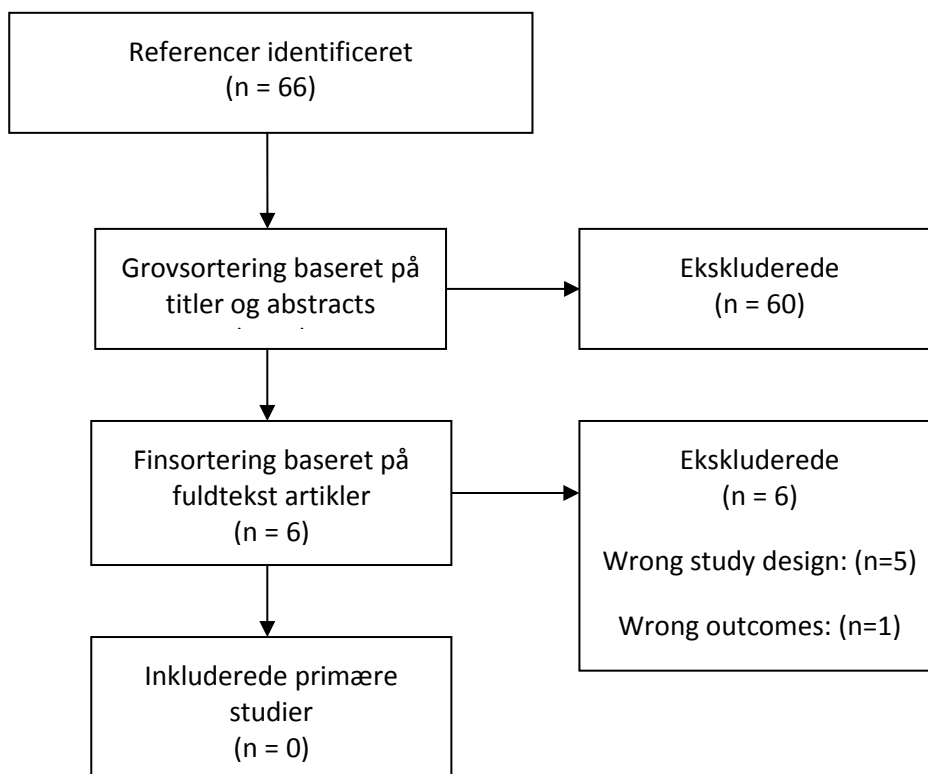 Referencer identificeret
(n = 66)
Grovsortering baseret på
titler og abstracts
Ekskluderede
(n = 60)
Finsortering baseret på
fuldtekst artikler
(n = 6)
Ekskluderede
(n = 6)
Wrong study design: (n=5)
Wrong outcomes: (n=1)
Inkluderede primære
studier
(n = 0)